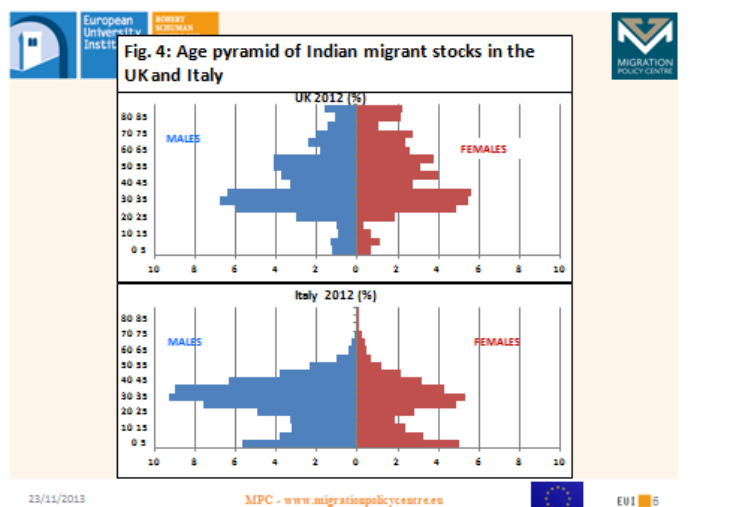 European
University
Instit
ROBERT
SCHUMAN
MIGRATION
POLICY CENTRE
Fig. 4: Age pyramid of Indian migrant stocks in the
UK and Italy
UK 2012 (%)
80 85
70 75
60 65
50 55
40 45
30 35
20 25
10 15
0 5
MALES
FEMALES
10 8 6 4 2 0 2 4 6 8 10
Italy 2012 (%)
80 85
70 75
60 65
50 55
40 45
30 35
20 25
10 15
0 5
MALES
FEMALES
10 8 6 4 2 0 2 4 6 8 10
23/11/2013
MPC - www.migrationpolicycentre.eu
EUI 6